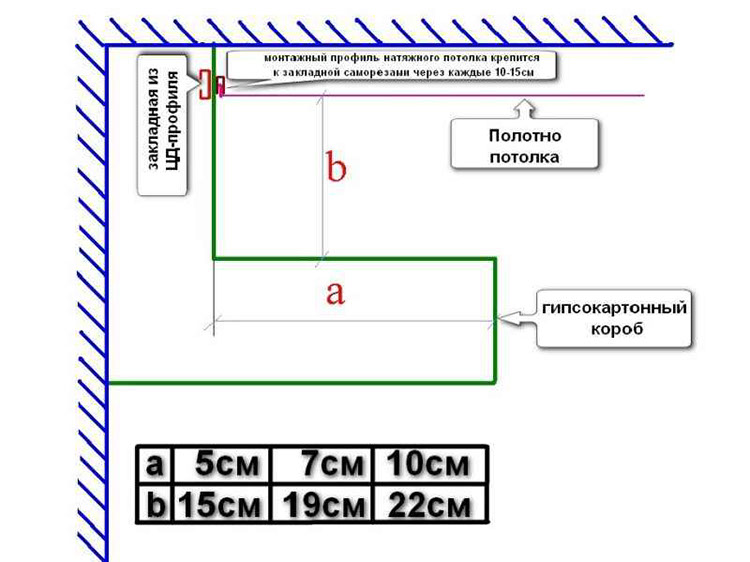 монтажный профиль натяжного потолка крепится
к закладной саморезами через каждые 10-15см
закладная из
ЦД-профиля
Полотно
потолка
b
a
гипсокартонный
короб
a 5см 7см 10см
b 15см 19см 22см